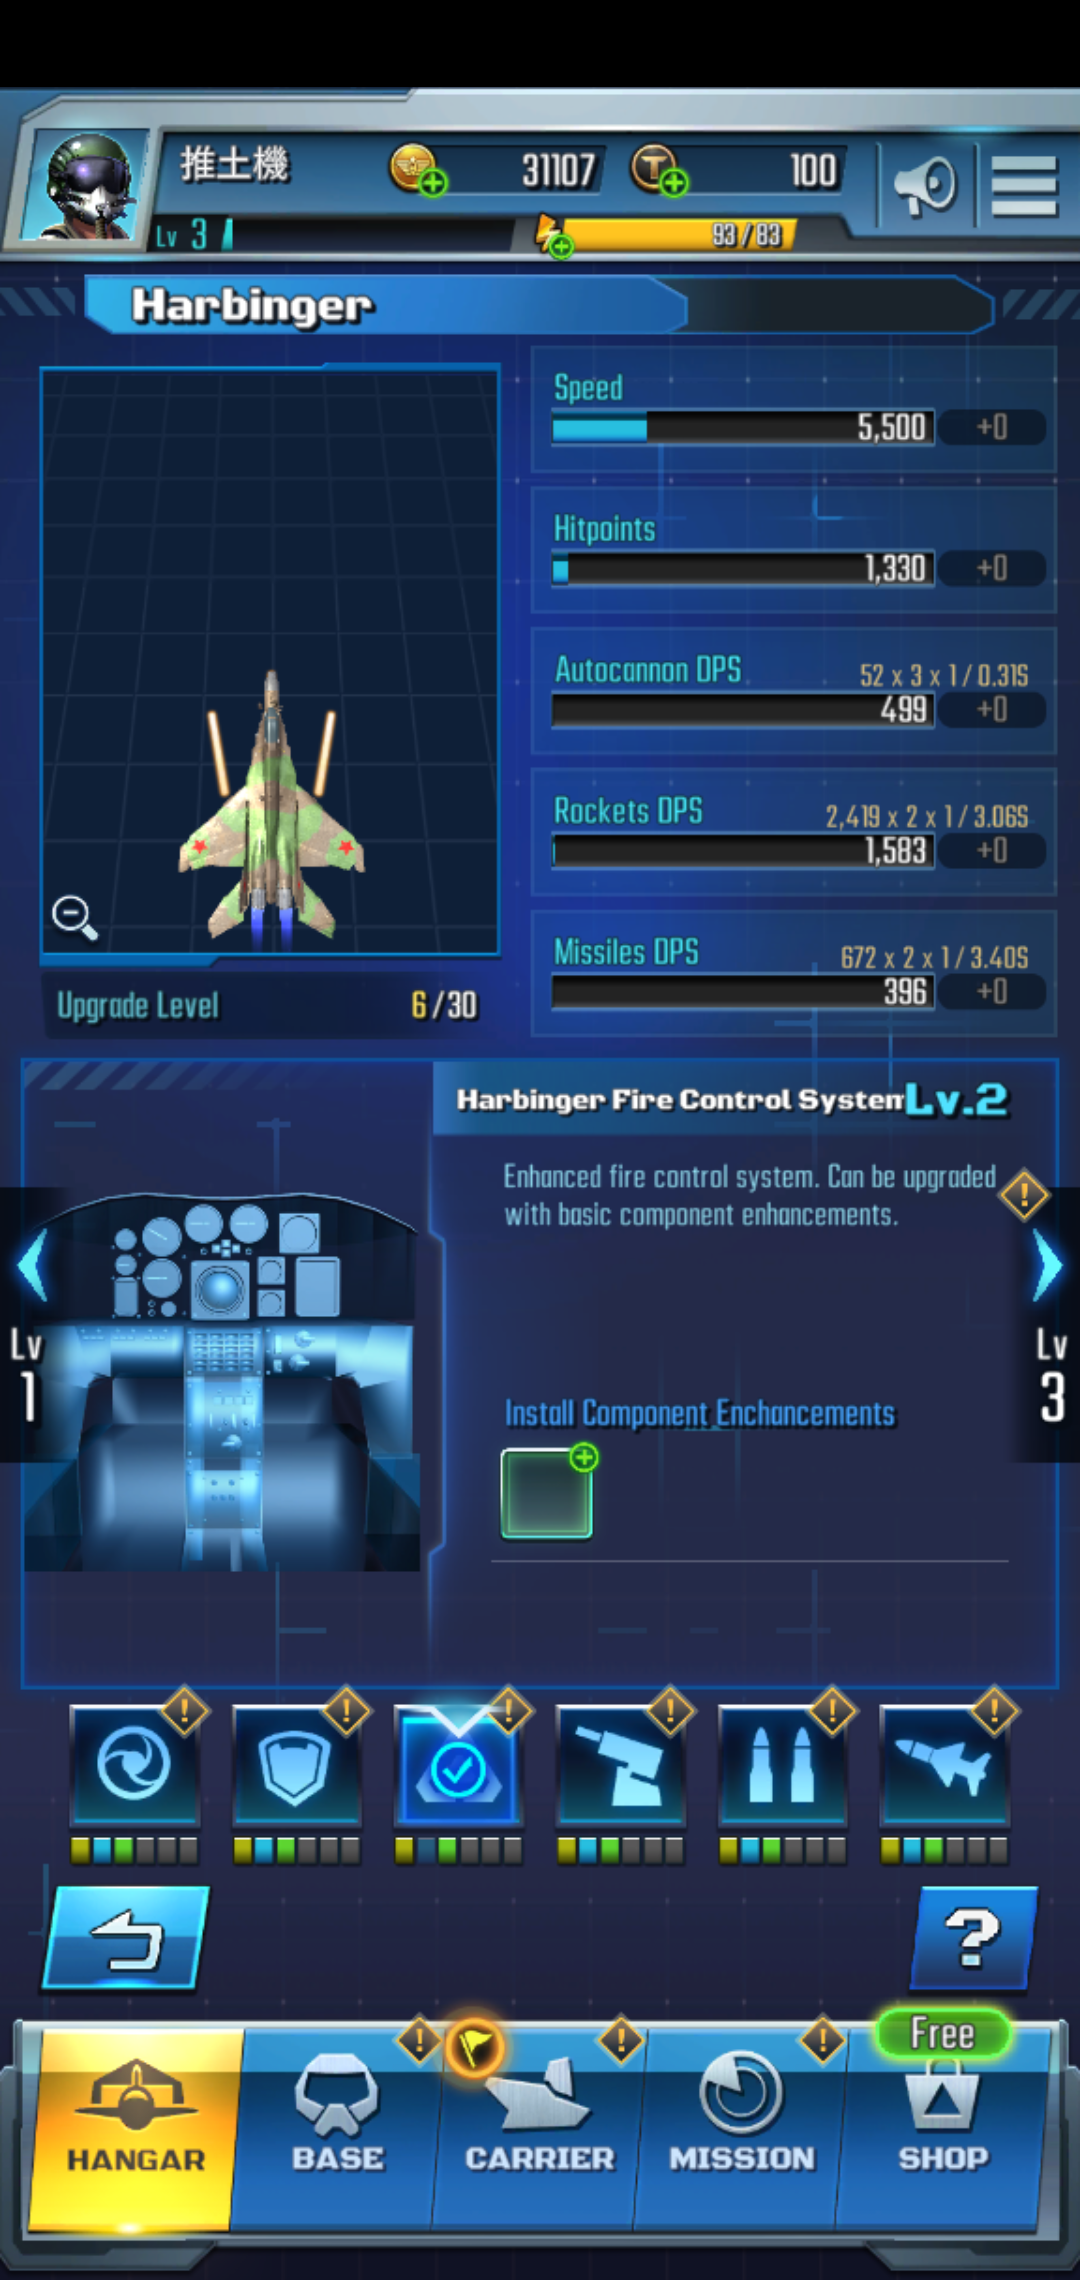 推土機
31107
100
Lv 3
93/83
Harbinger
Speed
5,500
+0
Hitpoints
1,330
+0
Autocannon DPS
52 x 3 x 1 / 0.31S
499
+0
Rockets DPS
2,419 x 2 x 1 / 3.06S
1,583
+0
Missiles DPS
672 x 2 x 1 / 3.40S
396
+0
Upgrade Level
6/30
Harbinger Fire Control System
Lv.2
Enhanced fire control system. Can be upgraded
with basic component enhancements.
Lv
1
Lv
3
Install Component Enchancements
Free
HANGAR
BASE
CARRIER
MISSION
SHOP